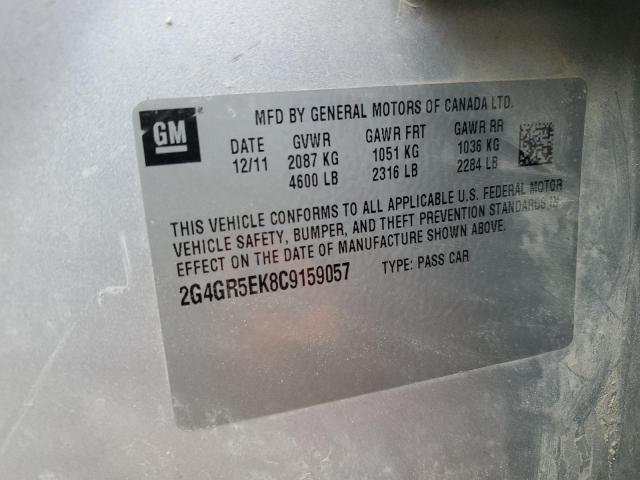 GM
MFD BY GENERAL MOTORS OF CANADA LTD.
DATE GVWR GAWR FRT GAWR RR
12/11 2087 KG 1051 KG 1036 KG
4600 LB 2316 LB 2284 LB
THIS VEHICLE CONFORMS TO ALL APPLICABLE U.S. FEDERAL MOTOR
VEHICLE SAFETY, BUMPER, AND THEFT PREVENTION STANDARDS IN
EFFECT ON THE DATE OF MANUFACTURE SHOWN ABOVE.
2G4GR5EK8C9159057 TYPE: PASS CAR